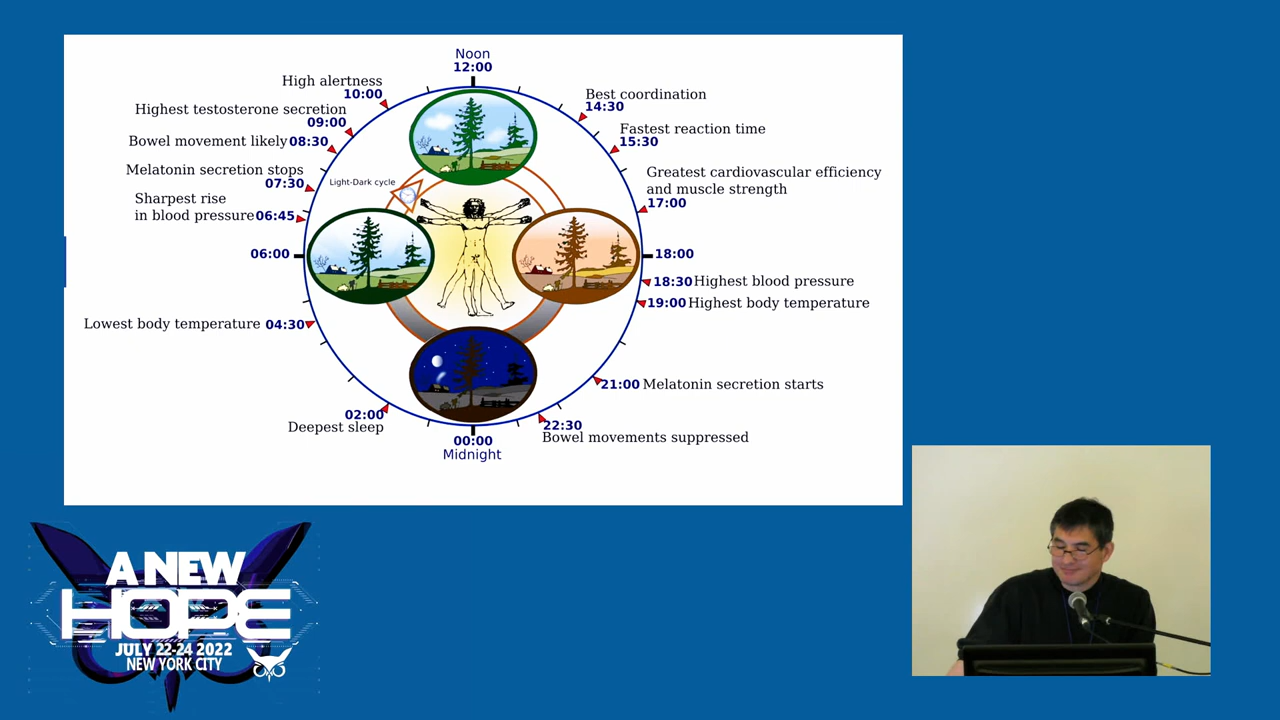 Noon
12:00
High alertness
10:00
Highest testosterone secretion
09:00
Bowel movement likely 08:30
Melatonin secretion stops
07:30
Sharpest rise
in blood pressure 06:45
06:00
Lowest body temperature 04:30
02:00
Deepest sleep
00:00
Midnight
Light-Dark cycle
Best coordination
14:30
Fastest reaction time
15:30
Greatest cardiovascular efficiency
and muscle strength
17:00
18:00
18:30 Highest blood pressure
19:00 Highest body temperature
21:00 Melatonin secretion starts
22:30
Bowel movements suppressed
A NEW
HOPE
JULY 22-24 2022
NEW YORK CITY